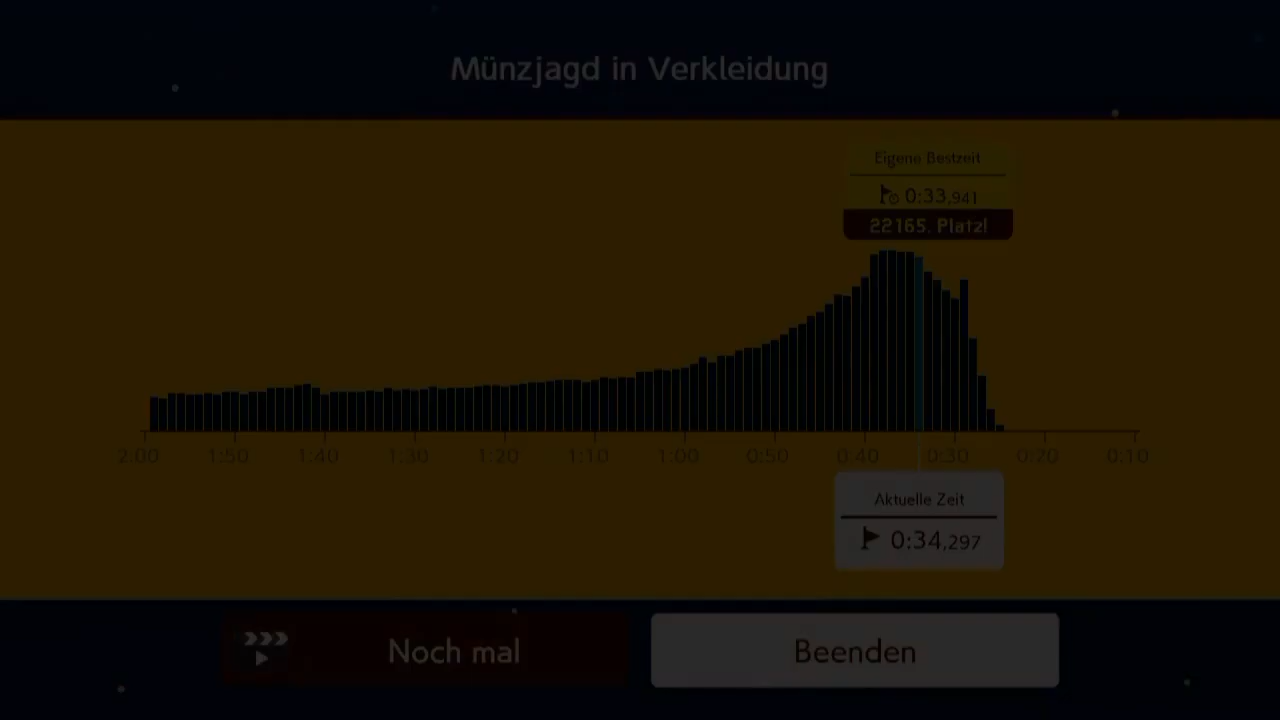 Münzjagd in Verkleidung
Eigene Bestzeit
0:33,941
22165. Platz!
2:00 1:50 1:40 1:30 1:20 1:10 1:00 0:50 0:40 0:30 0:20 0:10
Aktuelle Zeit
0:34,297
Noch mal
Beenden